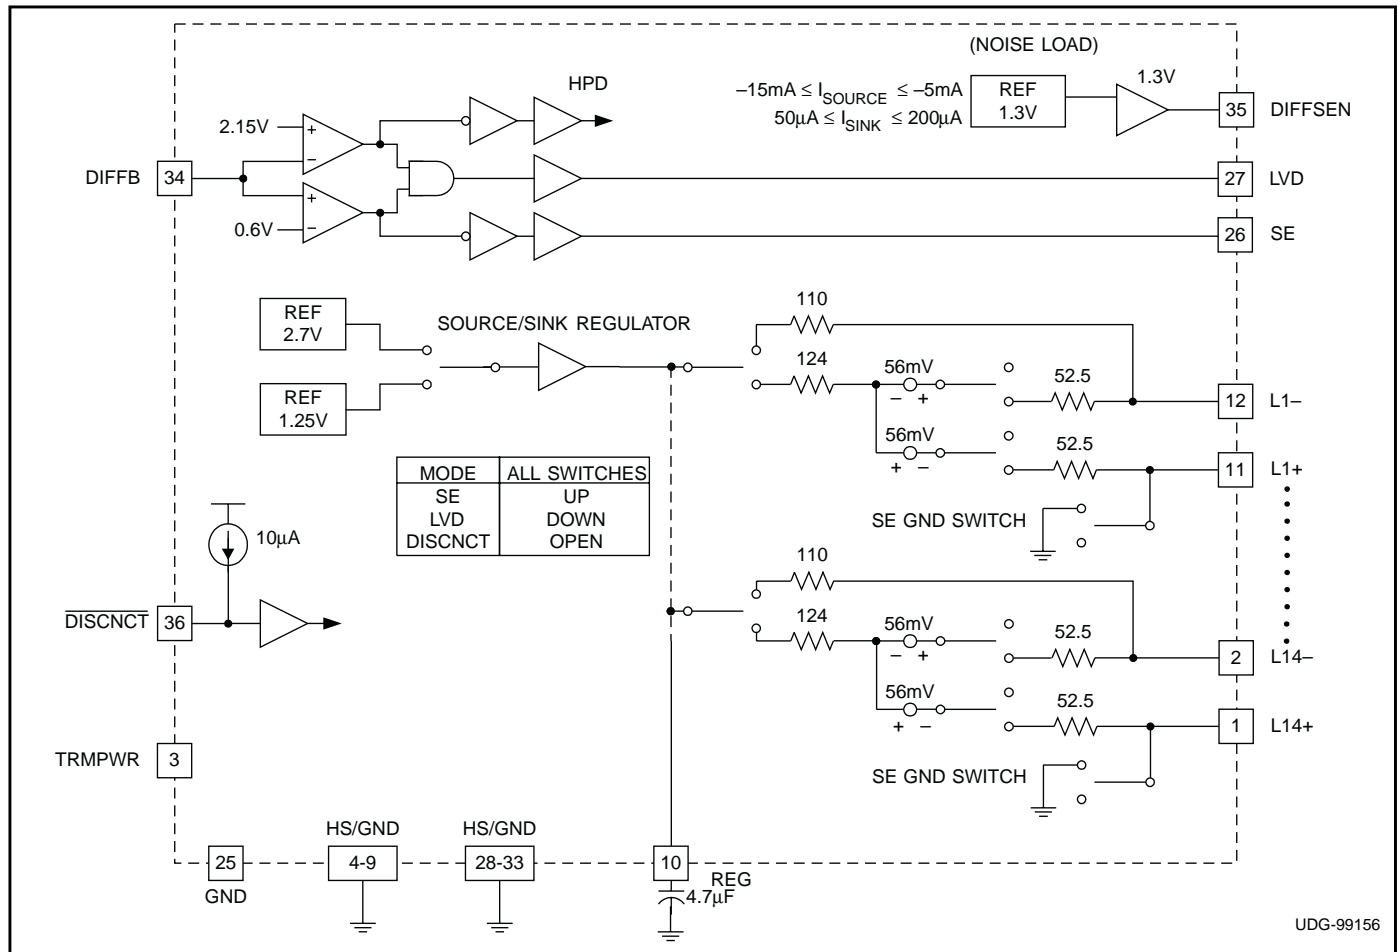 (NOISE LOAD)
HPD
–15mA ≤ ISOURCE ≤ –5mA
50μA ≤ ISINK ≤ 200μA
REF
1.3V
1.3V
35
DIFFSEN
2.15V
+
–
DIFFB
34
+
–
0.6V
27
LVD
26
SE
REF
2.7V
REF
1.25V
SOURCE/SINK REGULATOR
110
124
56mV
– +
52.5
12
L1–
56mV
+ –
52.5
11
L1+
SE GND SWITCH
MODE ALL SWITCHES
SE UP
LVD DOWN
DISCNCT OPEN
10μA
DISCNCT
36
110
124
56mV
– +
52.5
2
L14–
56mV
+ –
52.5
1
L14+
SE GND SWITCH
TRMPWR
3
25
GND
HS/GND
4-9
HS/GND
28-33
10
REG
4.7μF
UDG-99156